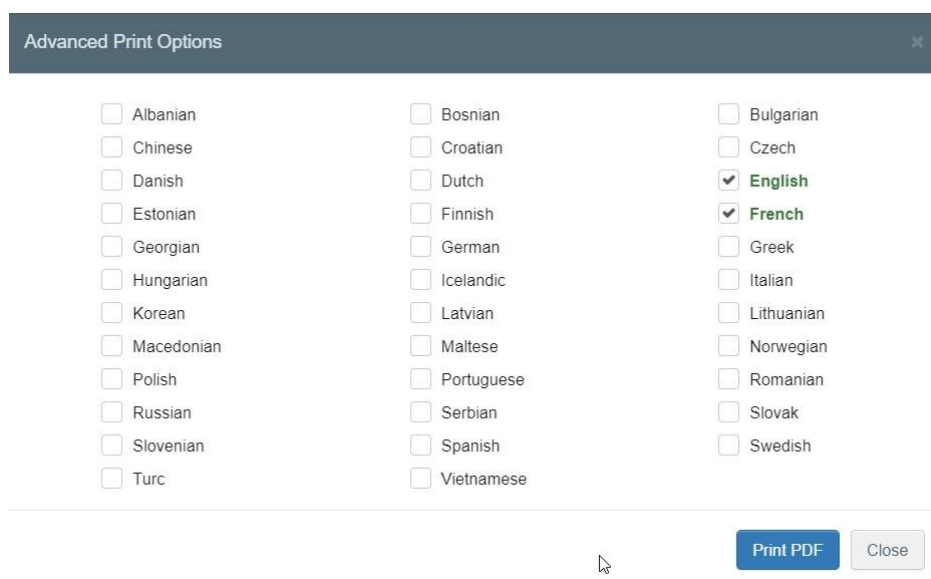 Advanced Print Options
Albanian Bosnian Bulgarian
Chinese Croatian Czech
Danish Dutch English
Estonian Finnish French
Georgian German Greek
Hungarian Icelandic Italian
Korean Latvian Lithuanian
Macedonian Maltese Norwegian
Polish Portuguese Romanian
Russian Serbian Slovak
Slovenian Spanish Swedish
Turc Vietnamese
Print PDF Close